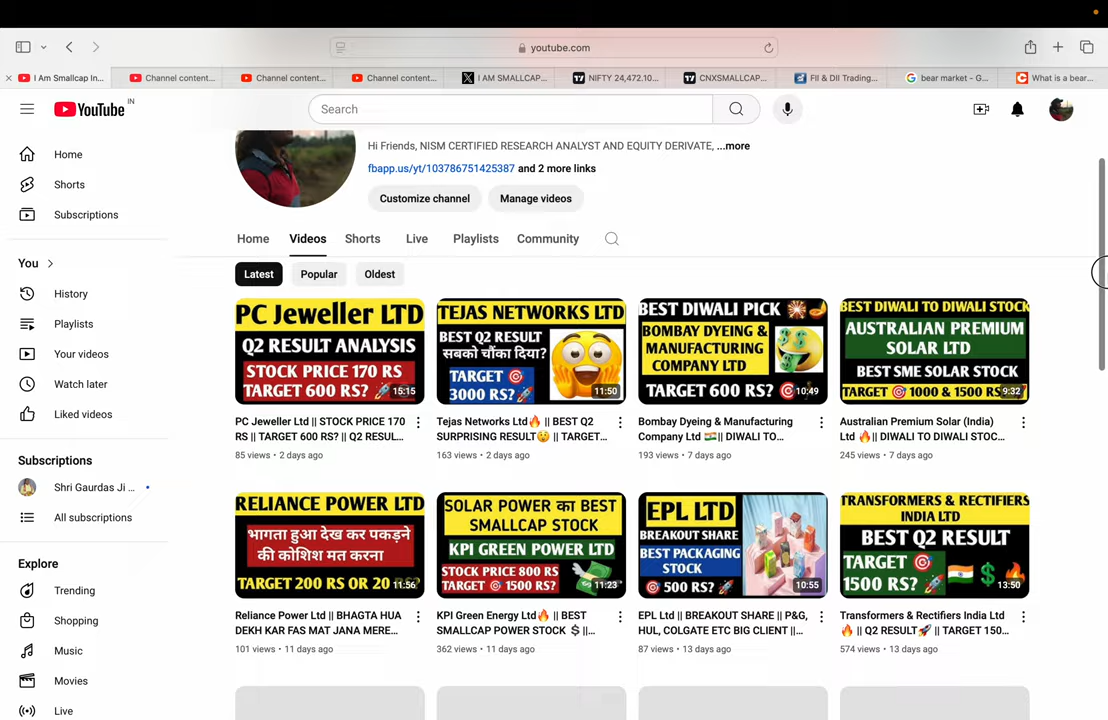 youtube.com
I Am Smallcap In...
Channel content...
Channel content...
Channel content...
I AM SMALLCAP...
NIFTY 24,472.10...
CNXSMALLCAP...
FII & DII Trading...
bear market - G...
What is a bear...
YouTube IN
Search
Hi Friends, NISM CERTIFIED RESEARCH ANALYST AND EQUITY DERIVATE, ...more
fbapp.us/yt/103786751425387 and 2 more links
Customize channel
Manage videos
Home
Videos
Shorts
Live
Playlists
Community
Latest
Popular
Oldest
Home
Shorts
Subscriptions
You
History
Playlists
Your videos
Watch later
Liked videos
Subscriptions
Shri Gaurdas Ji ...
All subscriptions
Explore
Trending
Shopping
Music
Movies
Live
PC Jeweller LTD
Q2 RESULT ANALYSIS
STOCK PRICE 170 RS
TARGET 600 RS?
15:15
PC Jeweller Ltd || STOCK PRICE 170
RS || TARGET 600 RS? || Q2 RESUL...
85 views • 2 days ago
TEJAS NETWORKS LTD
BEST Q2 RESULT
सबको चौंका दिया?
TARGET
3000 RS?
11:50
Tejas Networks Ltd🔥 || BEST Q2
SURPRISING RESULT😲 || TARGET...
163 views • 2 days ago
BEST DIWALI PICK
BOMBAY DYEING &
MANUFACTURING
COMPANY LTD
TARGET 600 RS?
10:49
Bombay Dyeing & Manufacturing
Company Ltd 🇮🇳|| DIWALI TO...
193 views • 7 days ago
BEST DIWALI TO DIWALI STOCK
AUSTRALIAN PREMIUM
SOLAR LTD
BEST SME SOLAR STOCK
TARGET 🎯 1000 & 1500 RS
9:32
Australian Premium Solar (India)
Ltd 🔥|| DIWALI TO DIWALI STOC...
245 views • 7 days ago
RELIANCE POWER LTD
भागता हुआ देख कर पकड़ने
की कोशिश मत करना
TARGET 200 RS OR 20
11:56
Reliance Power Ltd || BHAGTA HUA
DEKH KAR FAS MAT JANA MERE...
101 views • 11 days ago
SOLAR POWER का BEST
SMALLCAP STOCK
KPI GREEN POWER LTD
STOCK PRICE 800 RS
TARGET 🎯 1500 RS?
11:23
KPI Green Energy Ltd🔥 || BEST
SMALLCAP POWER STOCK $ ||...
362 views • 11 days ago
EPL LTD
BREAKOUT SHARE
BEST PACKAGING
STOCK
🎯 500 RS?
10:55
EPL Ltd || BREAKOUT SHARE || P&G,
HUL, COLGATE ETC BIG CLIENT ||...
87 views • 13 days ago
TRANSFORMERS & RECTIFIERS
INDIA LTD
BEST Q2 RESULT
TARGET
1500 RS?
13:50
Transformers & Rectifiers India Ltd
🔥 || Q2 RESULT🚀 || TARGET 150...
574 views • 13 days ago